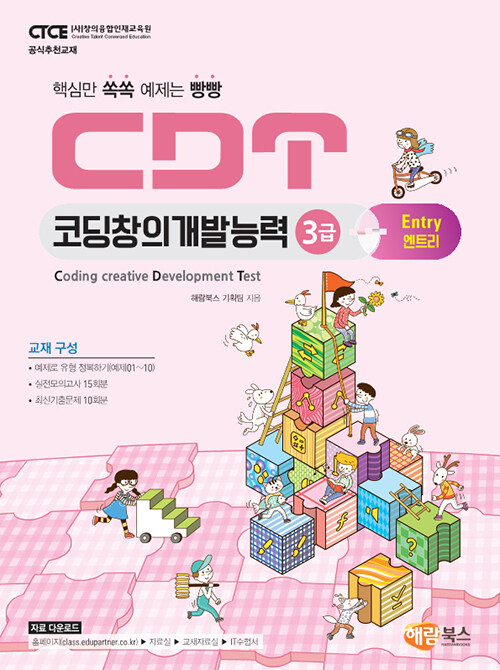 CTCE (사)창의융합인재교육원
Creative Talent Converged Education
공식추천교재
핵심만 쏙쏙 예제는 빵빵
CDT
코딩창의개발능력 3급
Entry
엔트리
Coding creative Development Test
해람북스 기획팀 지음
교재 구성
• 예제로 유형 정복하기(예제01~10)
• 실전모의고사 15회분
• 최신기출문제 10회분
자료 다운로드
홈페이지(class.edupartner.co.kr) ▶ 자료실 ▶ 교재자료실 ▶ IT수험서
해람북스